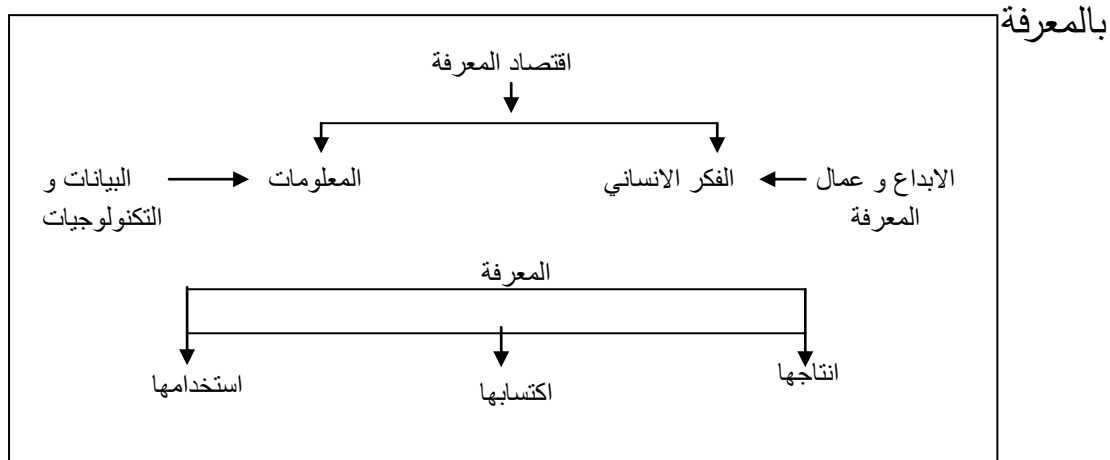 بالمعرفة
اقتصاد المعرفة
الابداع و عمال
المعرفة
الفكر الانساني
المعلومات
البيانات و
التكنولوجيات
المعرفة
انتاجها
اكتسابها
استخدامها